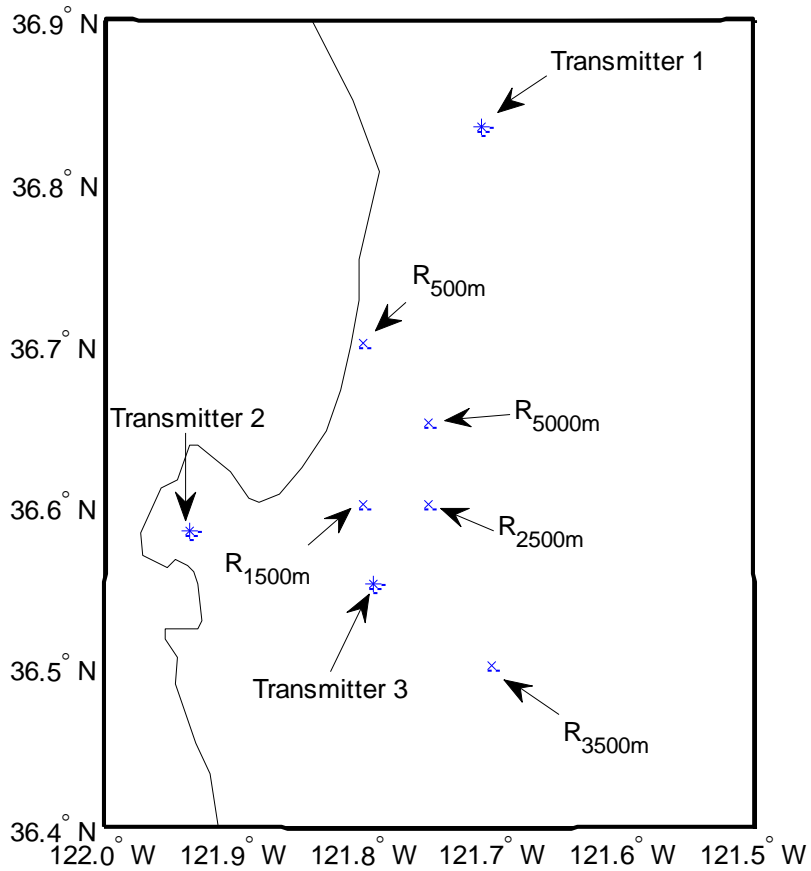 36.9° N
Transmitter 1
36.8° N
R500m
36.7° N
Transmitter 2
R5000m
36.6° N
R2500m
R1500m
36.5° N
Transmitter 3
R3500m
36.4° N
122.0° W 121.9° W 121.8° W 121.7° W 121.6° W 121.5° W